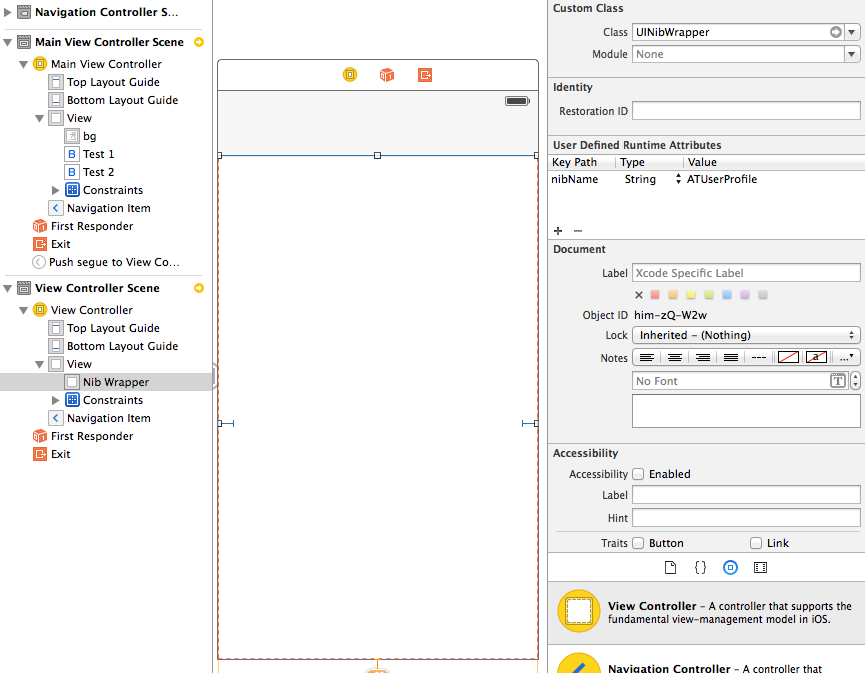 Navigation Controller S...
Main View Controller Scene
Main View Controller
Top Layout Guide
Bottom Layout Guide
View
bg
B Test 1
B Test 2
Constraints
Navigation Item
First Responder
Exit
Push segue to View Co...
View Controller Scene
View Controller
Top Layout Guide
Bottom Layout Guide
View
Nib Wrapper
Constraints
Navigation Item
First Responder
Exit
Custom Class
Class UINibWrapper
Module None
Identity
Restoration ID
User Defined Runtime Attributes
Key Path Type Value
nibName String ATUserProfile
+ −
Document
Label Xcode Specific Label
Object ID him-zQ-W2w
Lock Inherited - (Nothing)
Notes --- a ...
No Font T
Accessibility
Accessibility Enabled
Label
Hint
Traits Button Link
{}
View Controller - A controller that supports the
fundamental view-management model in iOS.
Navigation Controller - A controller that